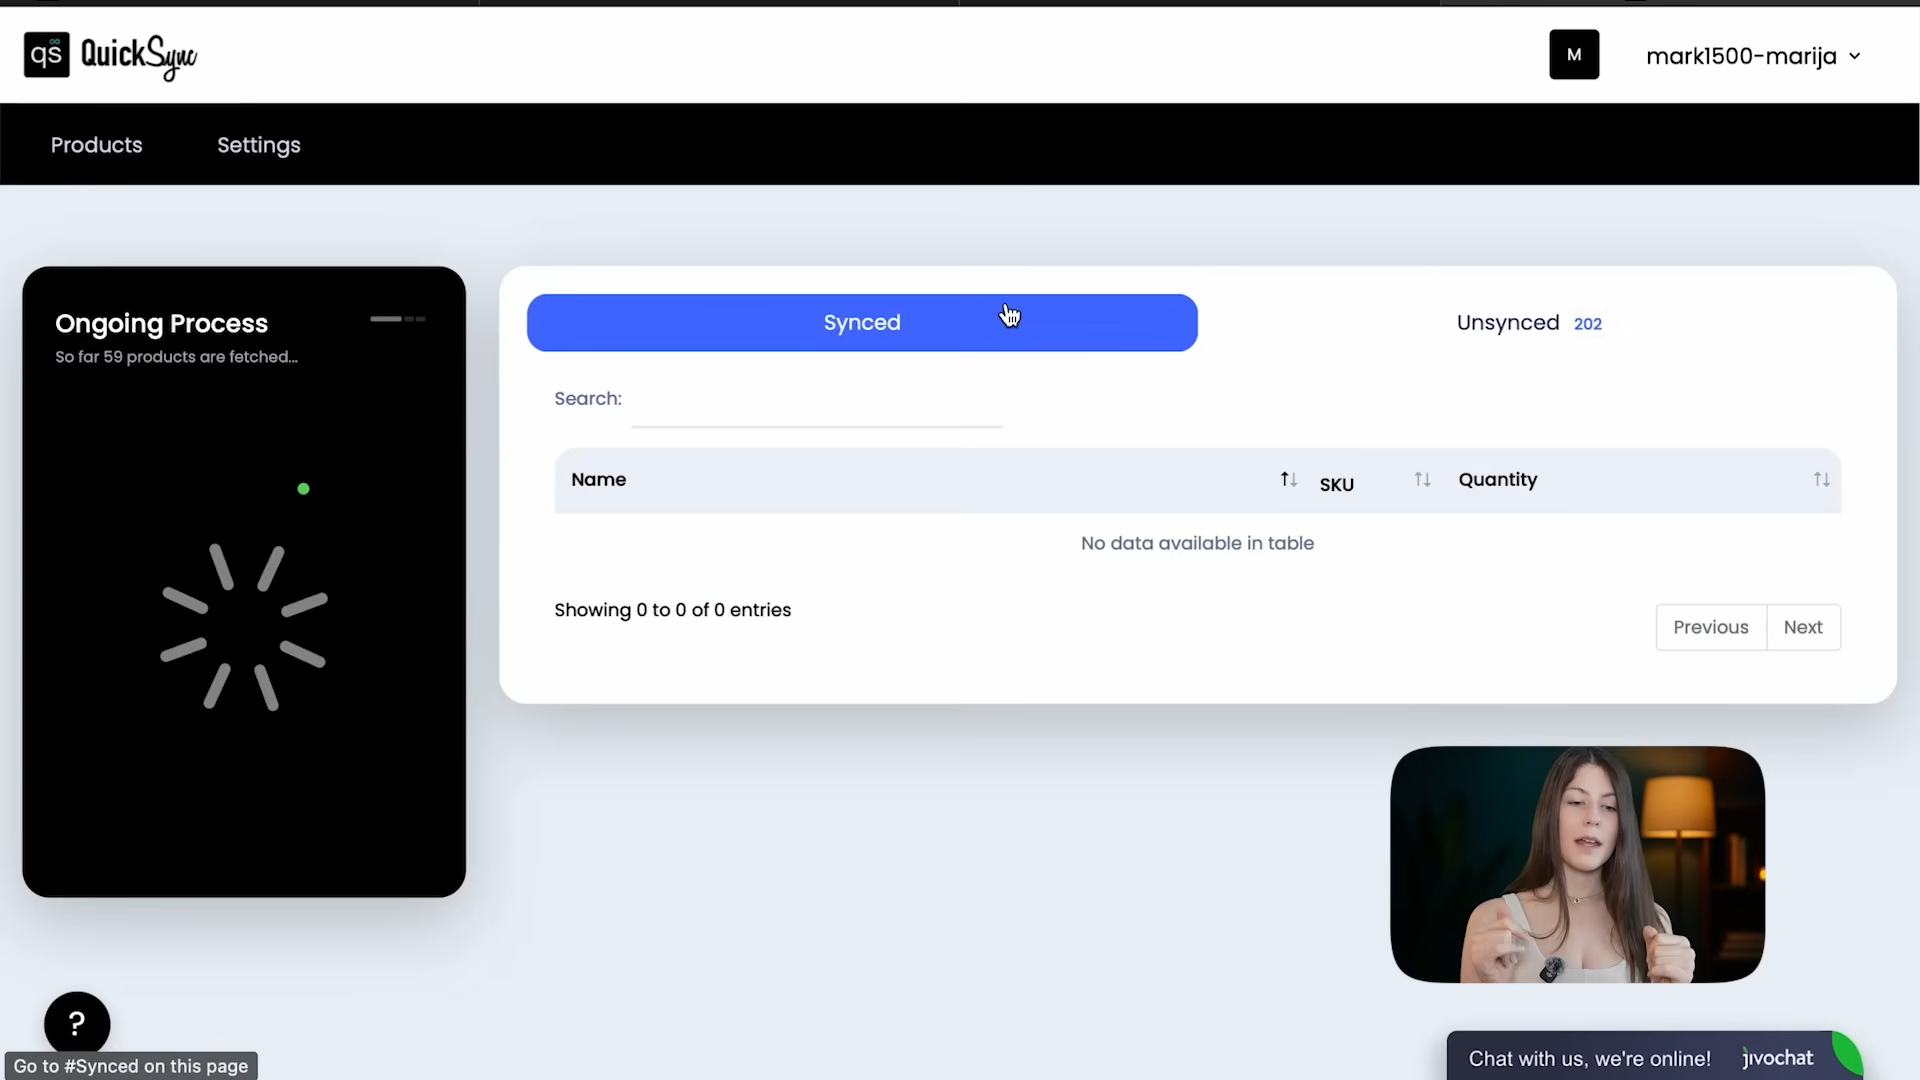 qs QuickSync
M mark1500-marija
Products Settings
Ongoing Process
So far 59 products are fetched...
Synced
Unsynced 202
Search:
Name SKU Quantity
No data available in table
Showing 0 to 0 of 0 entries
Previous Next
?
Go to #Synced on this page
Chat with us, we're online! jivochat